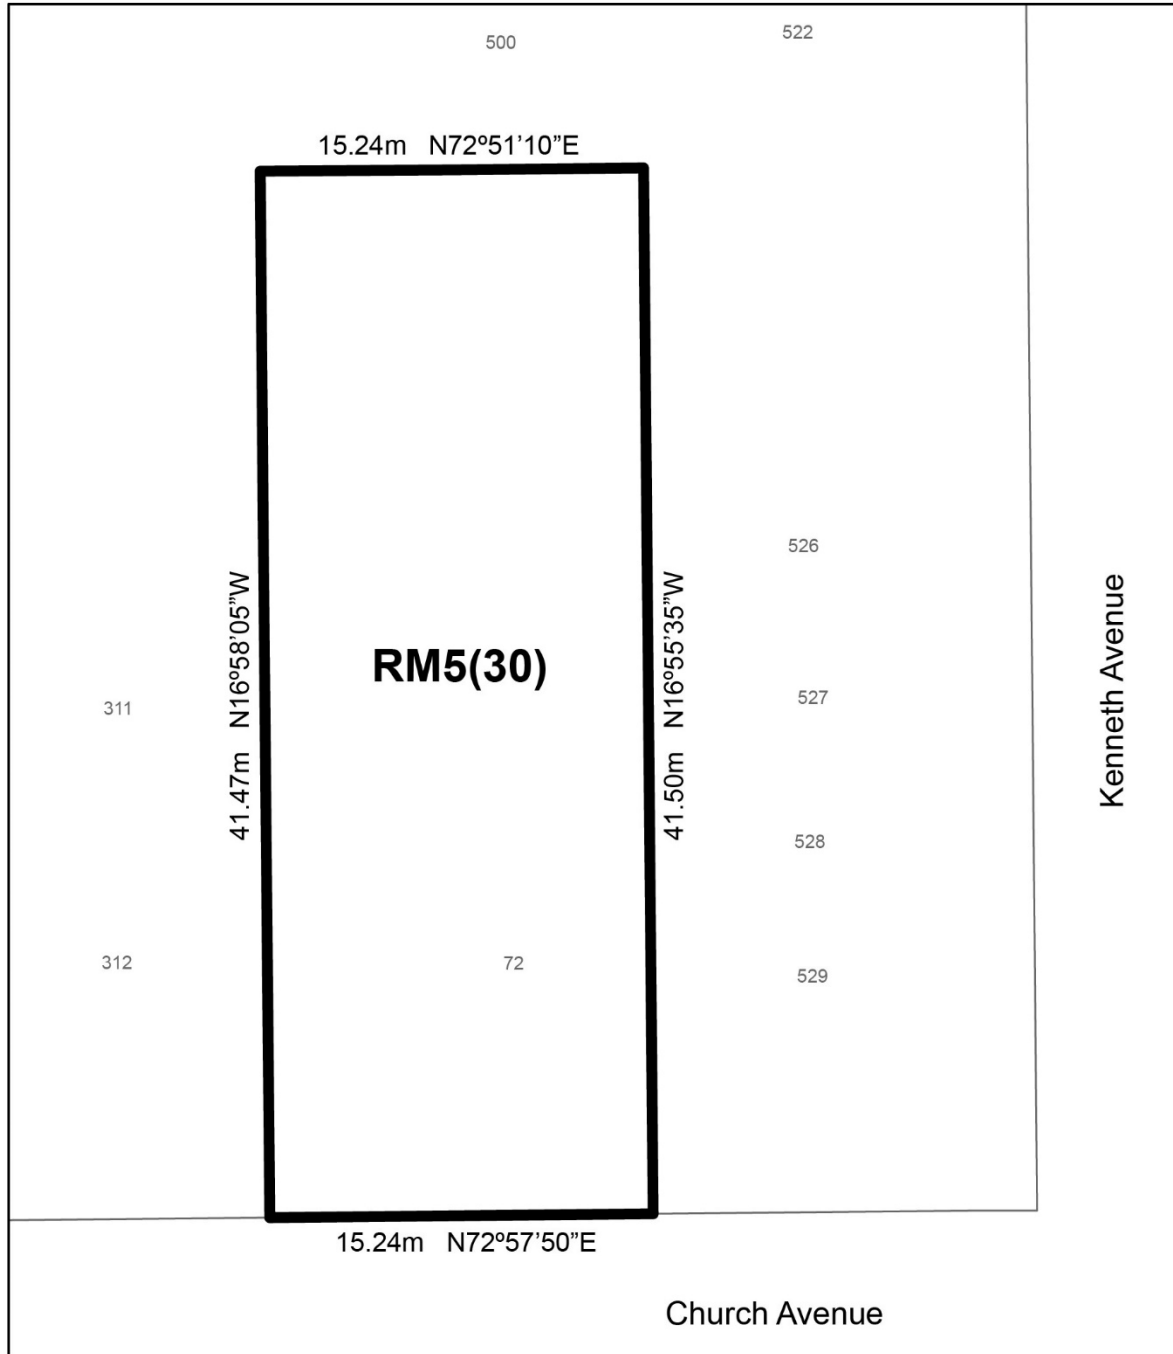 500
522
15.24m N72º51’10”E
526
41.47m N16º58’05”W
41.50m N16º55’35”W
Kenneth Avenue
RM5(30)
527
311
528
312
72
529
15.24m N72º57’50”E
Church Avenue